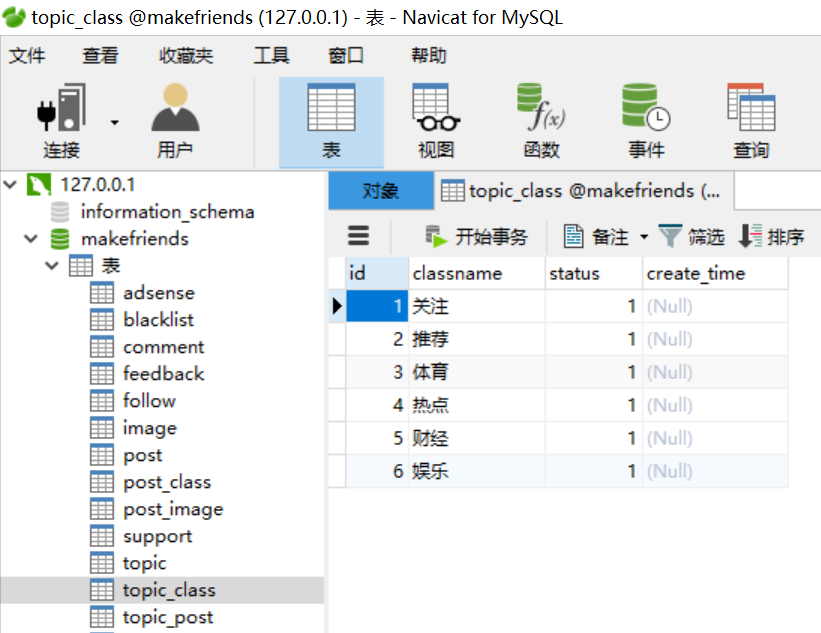 topic_class @makefriends (127.0.0.1) - 表 - Navicat for MySQL
文件 查看 收藏夹 工具 窗口 帮助
连接 用户 表 视图 函数 事件 查询
127.0.0.1
information_schema
makefriends
表
adsense
blacklist
comment
feedback
follow
image
post
post_class
post_image
support
topic
topic_class
topic_post
对象 topic_class @makefriends (...
开始事务 备注 筛选 排序
id classname status create_time
1 关注 1 (Null)
2 推荐 1 (Null)
3 体育 1 (Null)
4 热点 1 (Null)
5 财经 1 (Null)
6 娱乐 1 (Null)